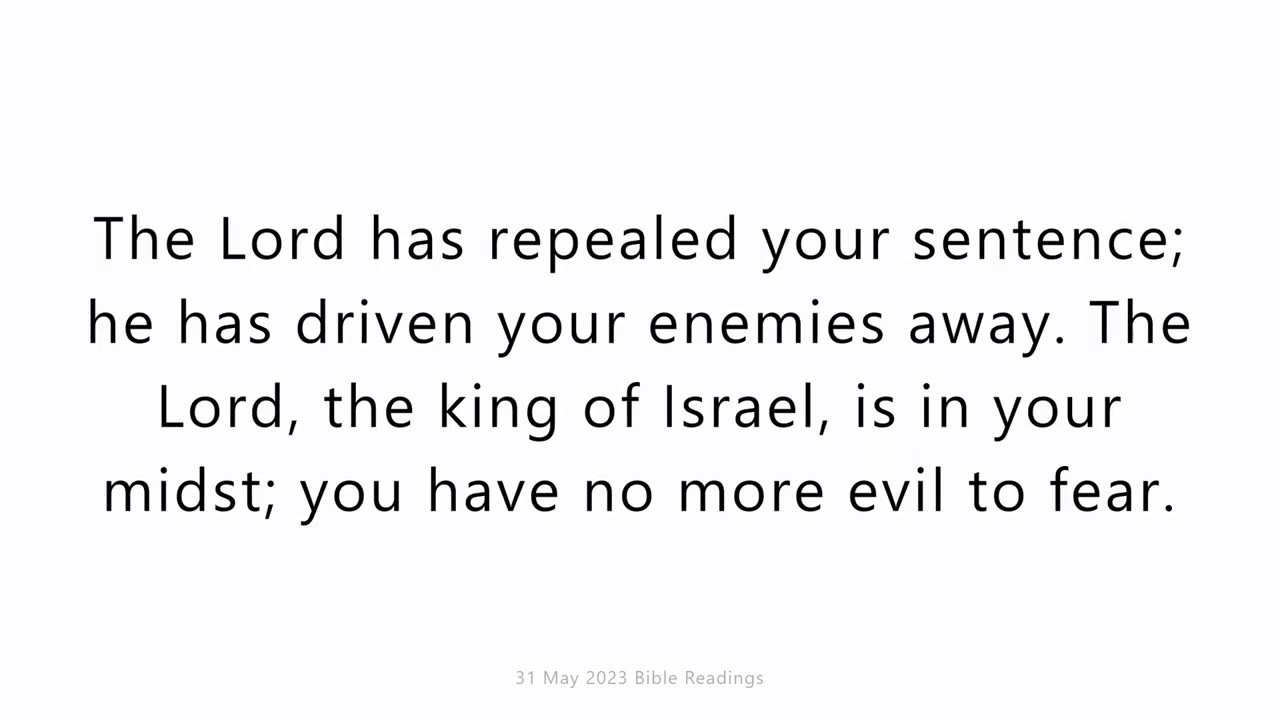 The Lord has repealed your sentence;
he has driven your enemies away. The
Lord, the king of Israel, is in your
midst; you have no more evil to fear.
31 May 2023 Bible Readings